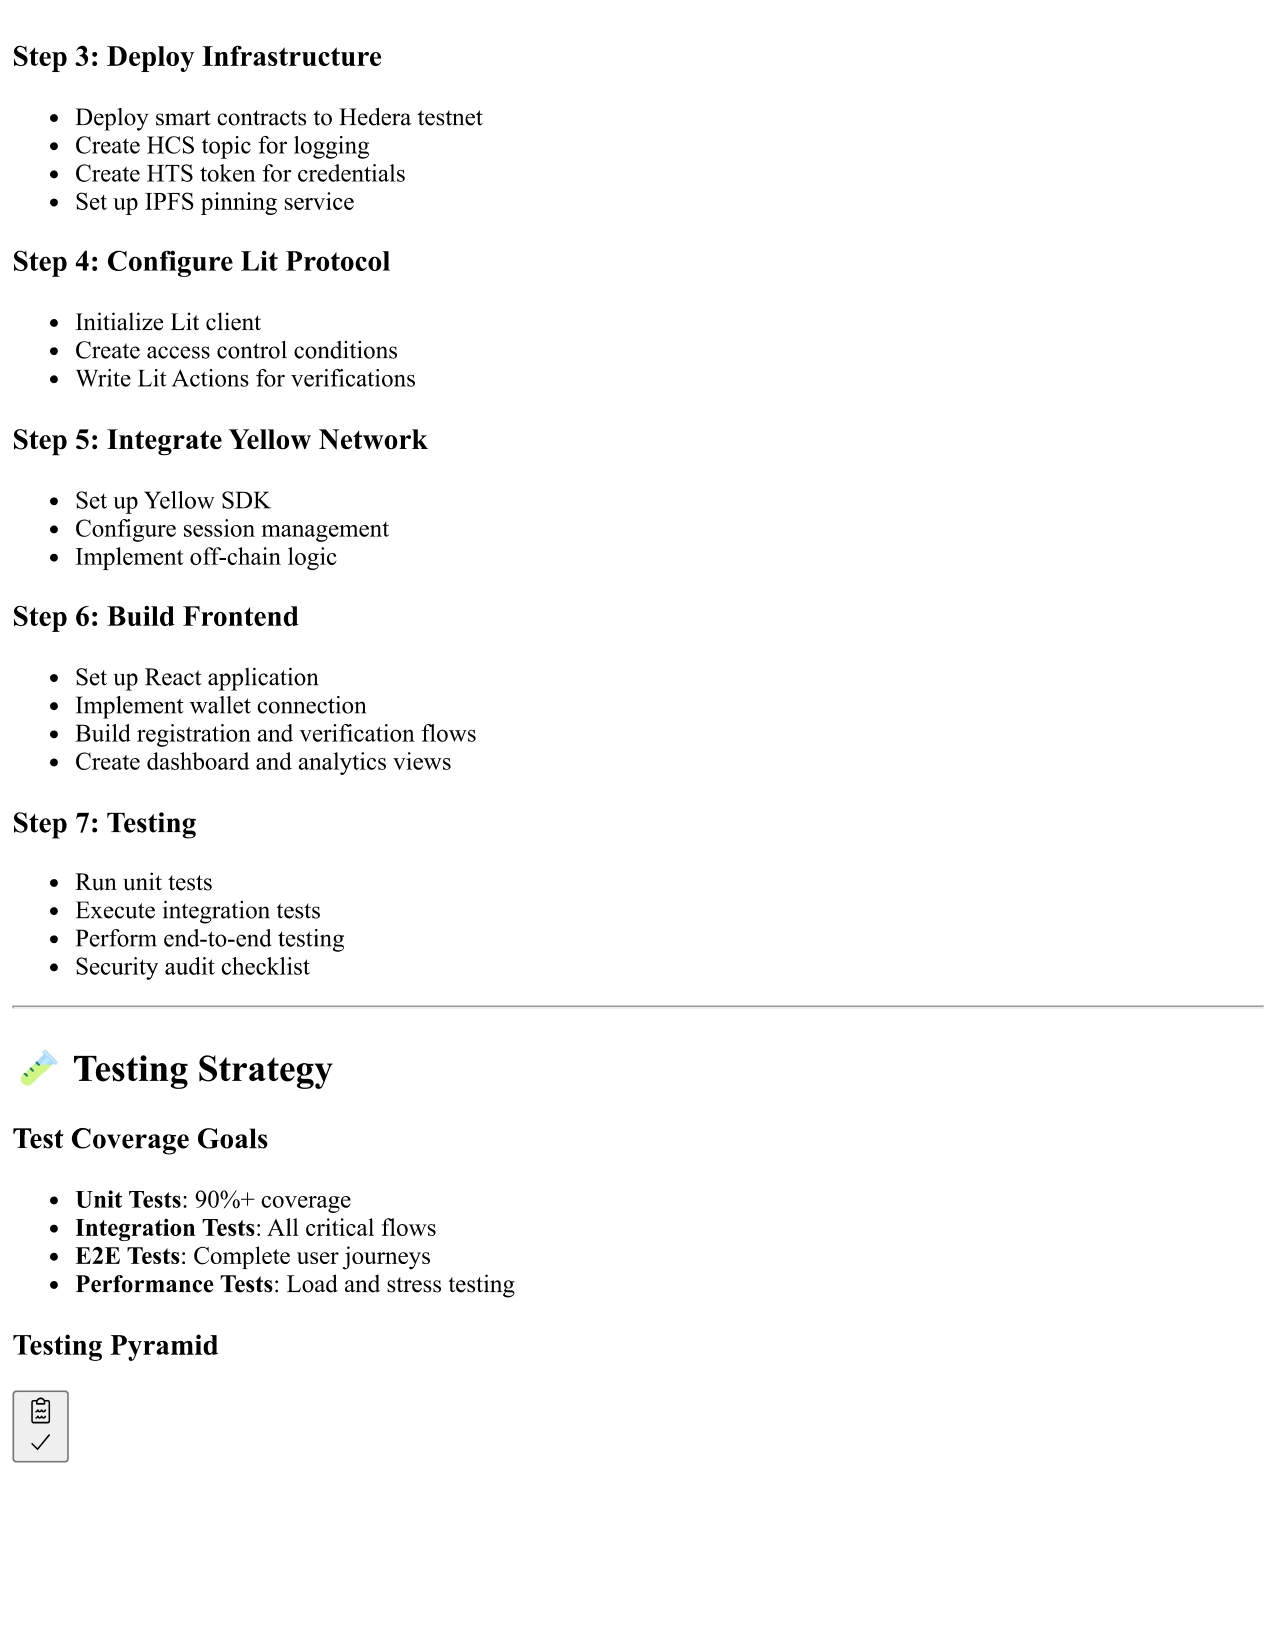 Step 3: Deploy Infrastructure
• Deploy smart contracts to Hedera testnet
• Create HCS topic for logging
• Create HTS token for credentials
• Set up IPFS pinning service
Step 4: Configure Lit Protocol
• Initialize Lit client
• Create access control conditions
• Write Lit Actions for verifications
Step 5: Integrate Yellow Network
• Set up Yellow SDK
• Configure session management
• Implement off-chain logic
Step 6: Build Frontend
• Set up React application
• Implement wallet connection
• Build registration and verification flows
• Create dashboard and analytics views
Step 7: Testing
• Run unit tests
• Execute integration tests
• Perform end-to-end testing
• Security audit checklist
🧪 Testing Strategy
Test Coverage Goals
• Unit Tests: 90%+ coverage
• Integration Tests: All critical flows
• E2E Tests: Complete user journeys
• Performance Tests: Load and stress testing
Testing Pyramid